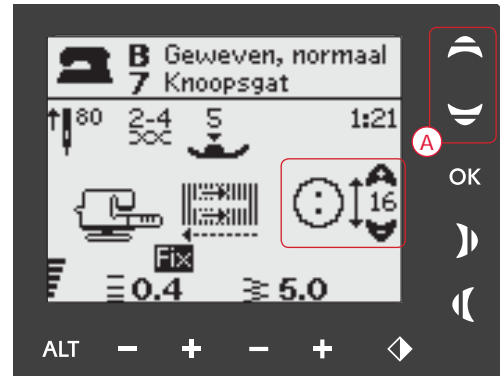 B Geweven, normaal
7 Knoopsgat
80 2-4 5 1:21
A
16
OK
Fix
0.4 5.0
ALT − + − +